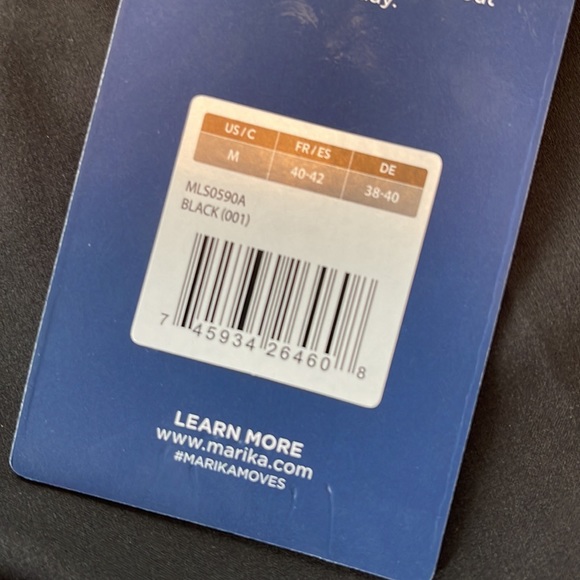 US/C FR/ES DE
M 40-42 38-40
MLS0590A
BLACK (001)
7 45934 26460 8
LEARN MORE
www.marika.com
#MARIKAMOVES